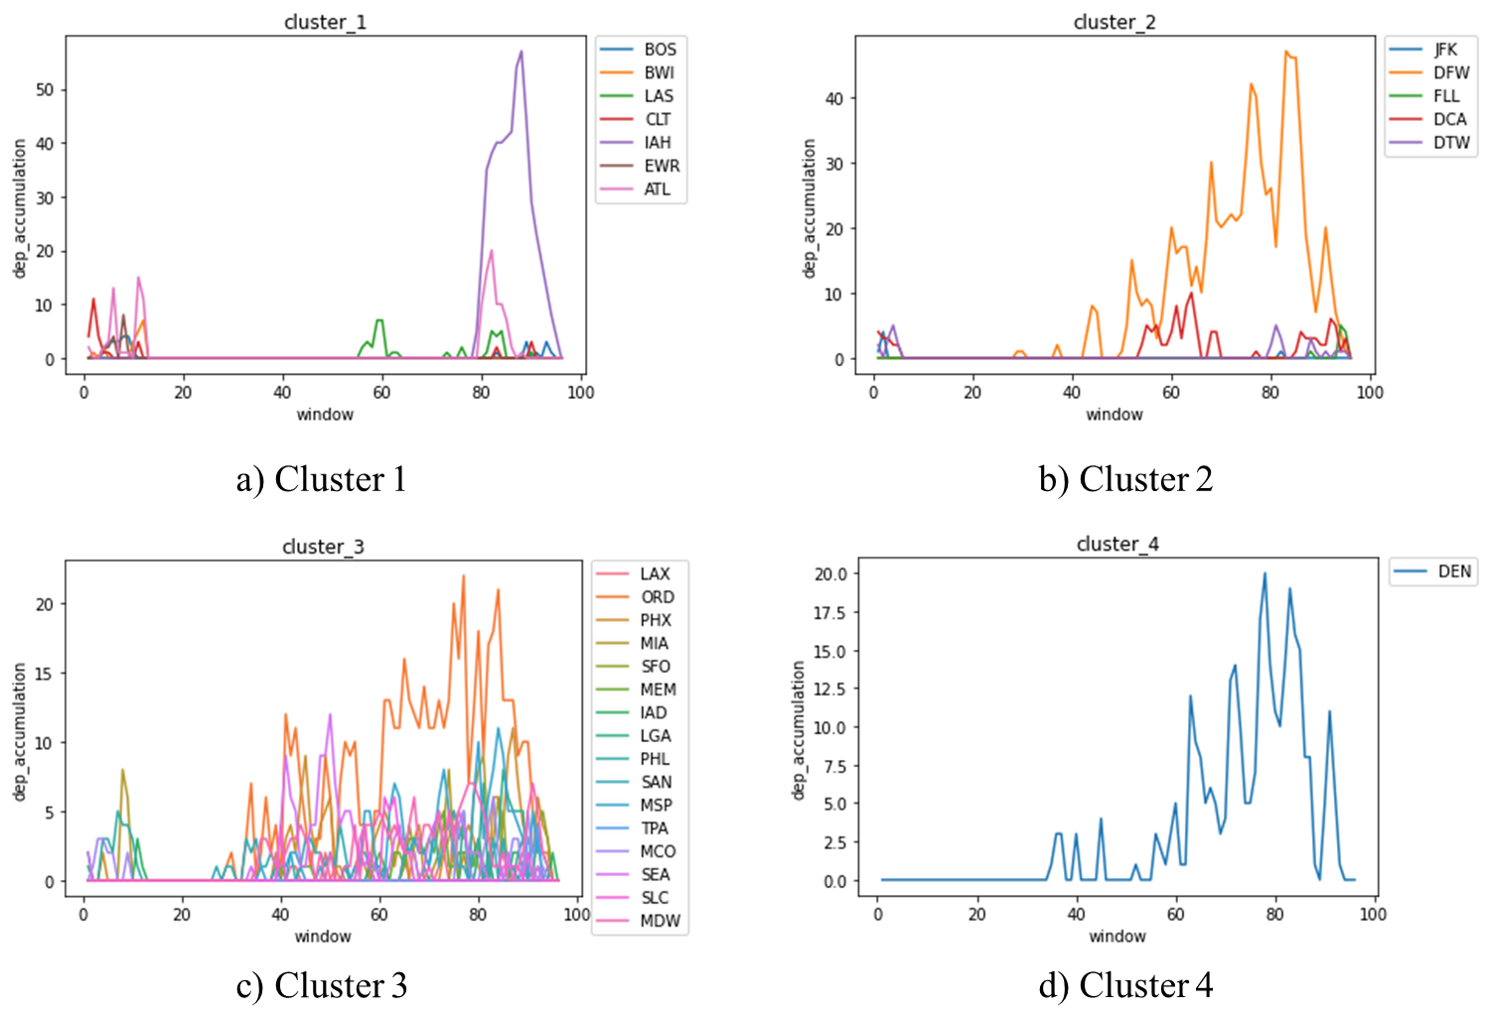 cluster_1
dep_accumulation
50
40
30
20
10
0
0 20 40 60 80 100
window
BOS
BWI
LAS
CLT
IAH
EWR
ATL
a) Cluster 1
cluster_2
dep_accumulation
40
30
20
10
0
0 20 40 60 80 100
window
JFK
DFW
FLL
DCA
DTW
b) Cluster 2
cluster_3
dep_accumulation
20
15
10
5
0
0 20 40 60 80 100
window
LAX
ORD
PHX
MIA
SFO
MEM
IAD
LGA
PHL
SAN
MSP
TPA
MCO
SEA
SLC
MDW
c) Cluster 3
cluster_4
dep_accumulation
20.0
17.5
15.0
12.5
10.0
7.5
5.0
2.5
0.0
0 20 40 60 80 100
window
DEN
d) Cluster 4